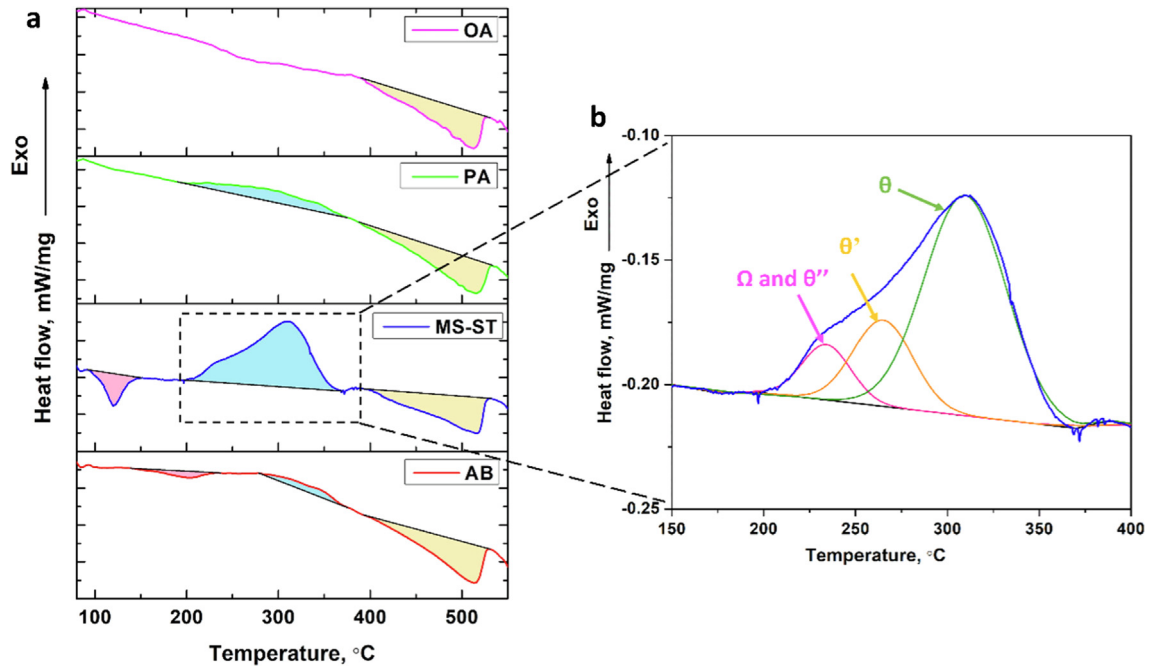 a
OA
PA
MS-ST
AB
Exo
Heat flow, mW/mg
100 200 300 400 500
Temperature, °C
b
-0.10
-0.15
-0.20
-0.25
Exo
Heat flow, mW/mg
θ
θ’
Ω and θ’’
150 200 250 300 350 400
Temperature, °C